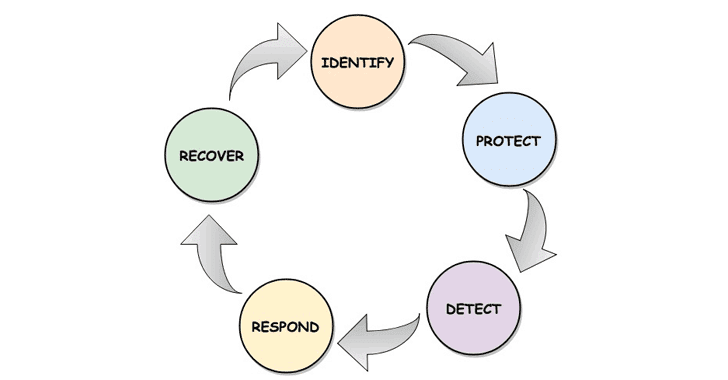 IDENTIFY
PROTECT
DETECT
RESPOND
RECOVER